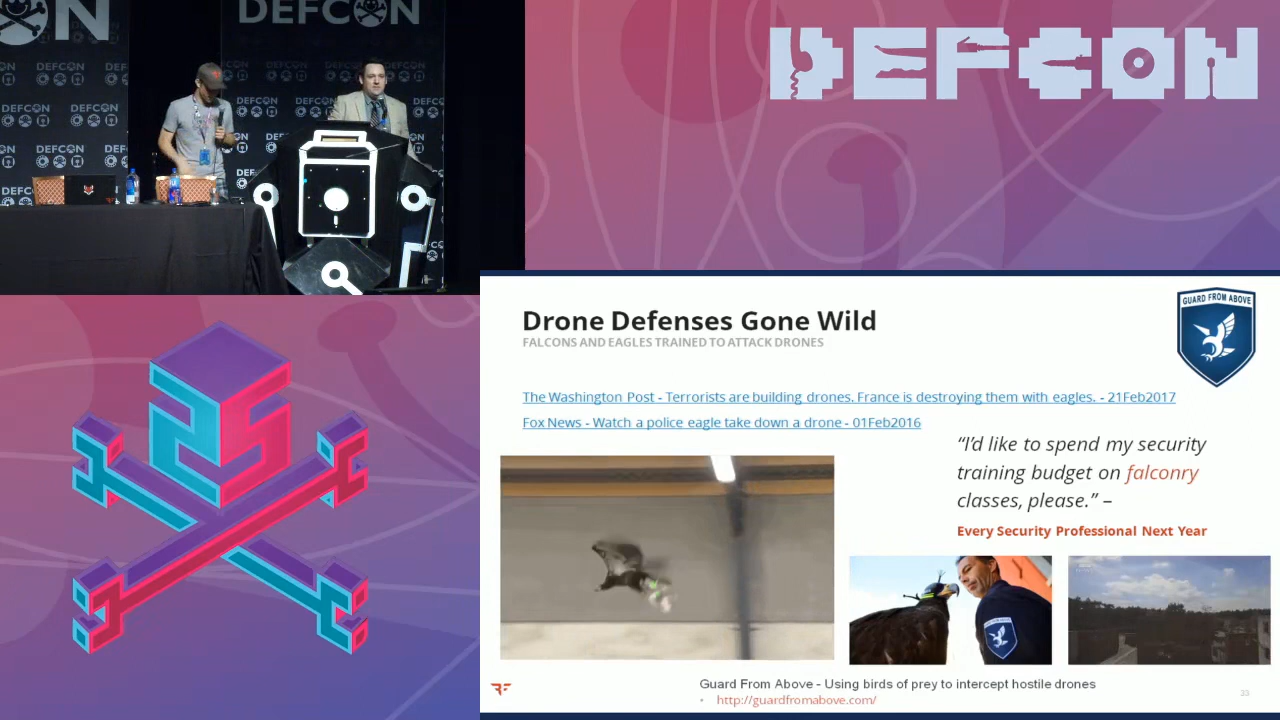 DEFCON
DEFCON
DEFCON
GUARD FROM ABOVE
Drone Defenses Gone Wild
FALCONS AND EAGLES TRAINED TO ATTACK DRONES
The Washington Post - Terrorists are building drones. France is destroying them with eagles. - 21Feb2017
Fox News - Watch a police eagle take down a drone - 01Feb2016
“I’d like to spend my security
training budget on falconry
classes, please.” –
Every Security Professional Next Year
Guard From Above - Using birds of prey to intercept hostile drones
• http://guardfromabove.com/
33